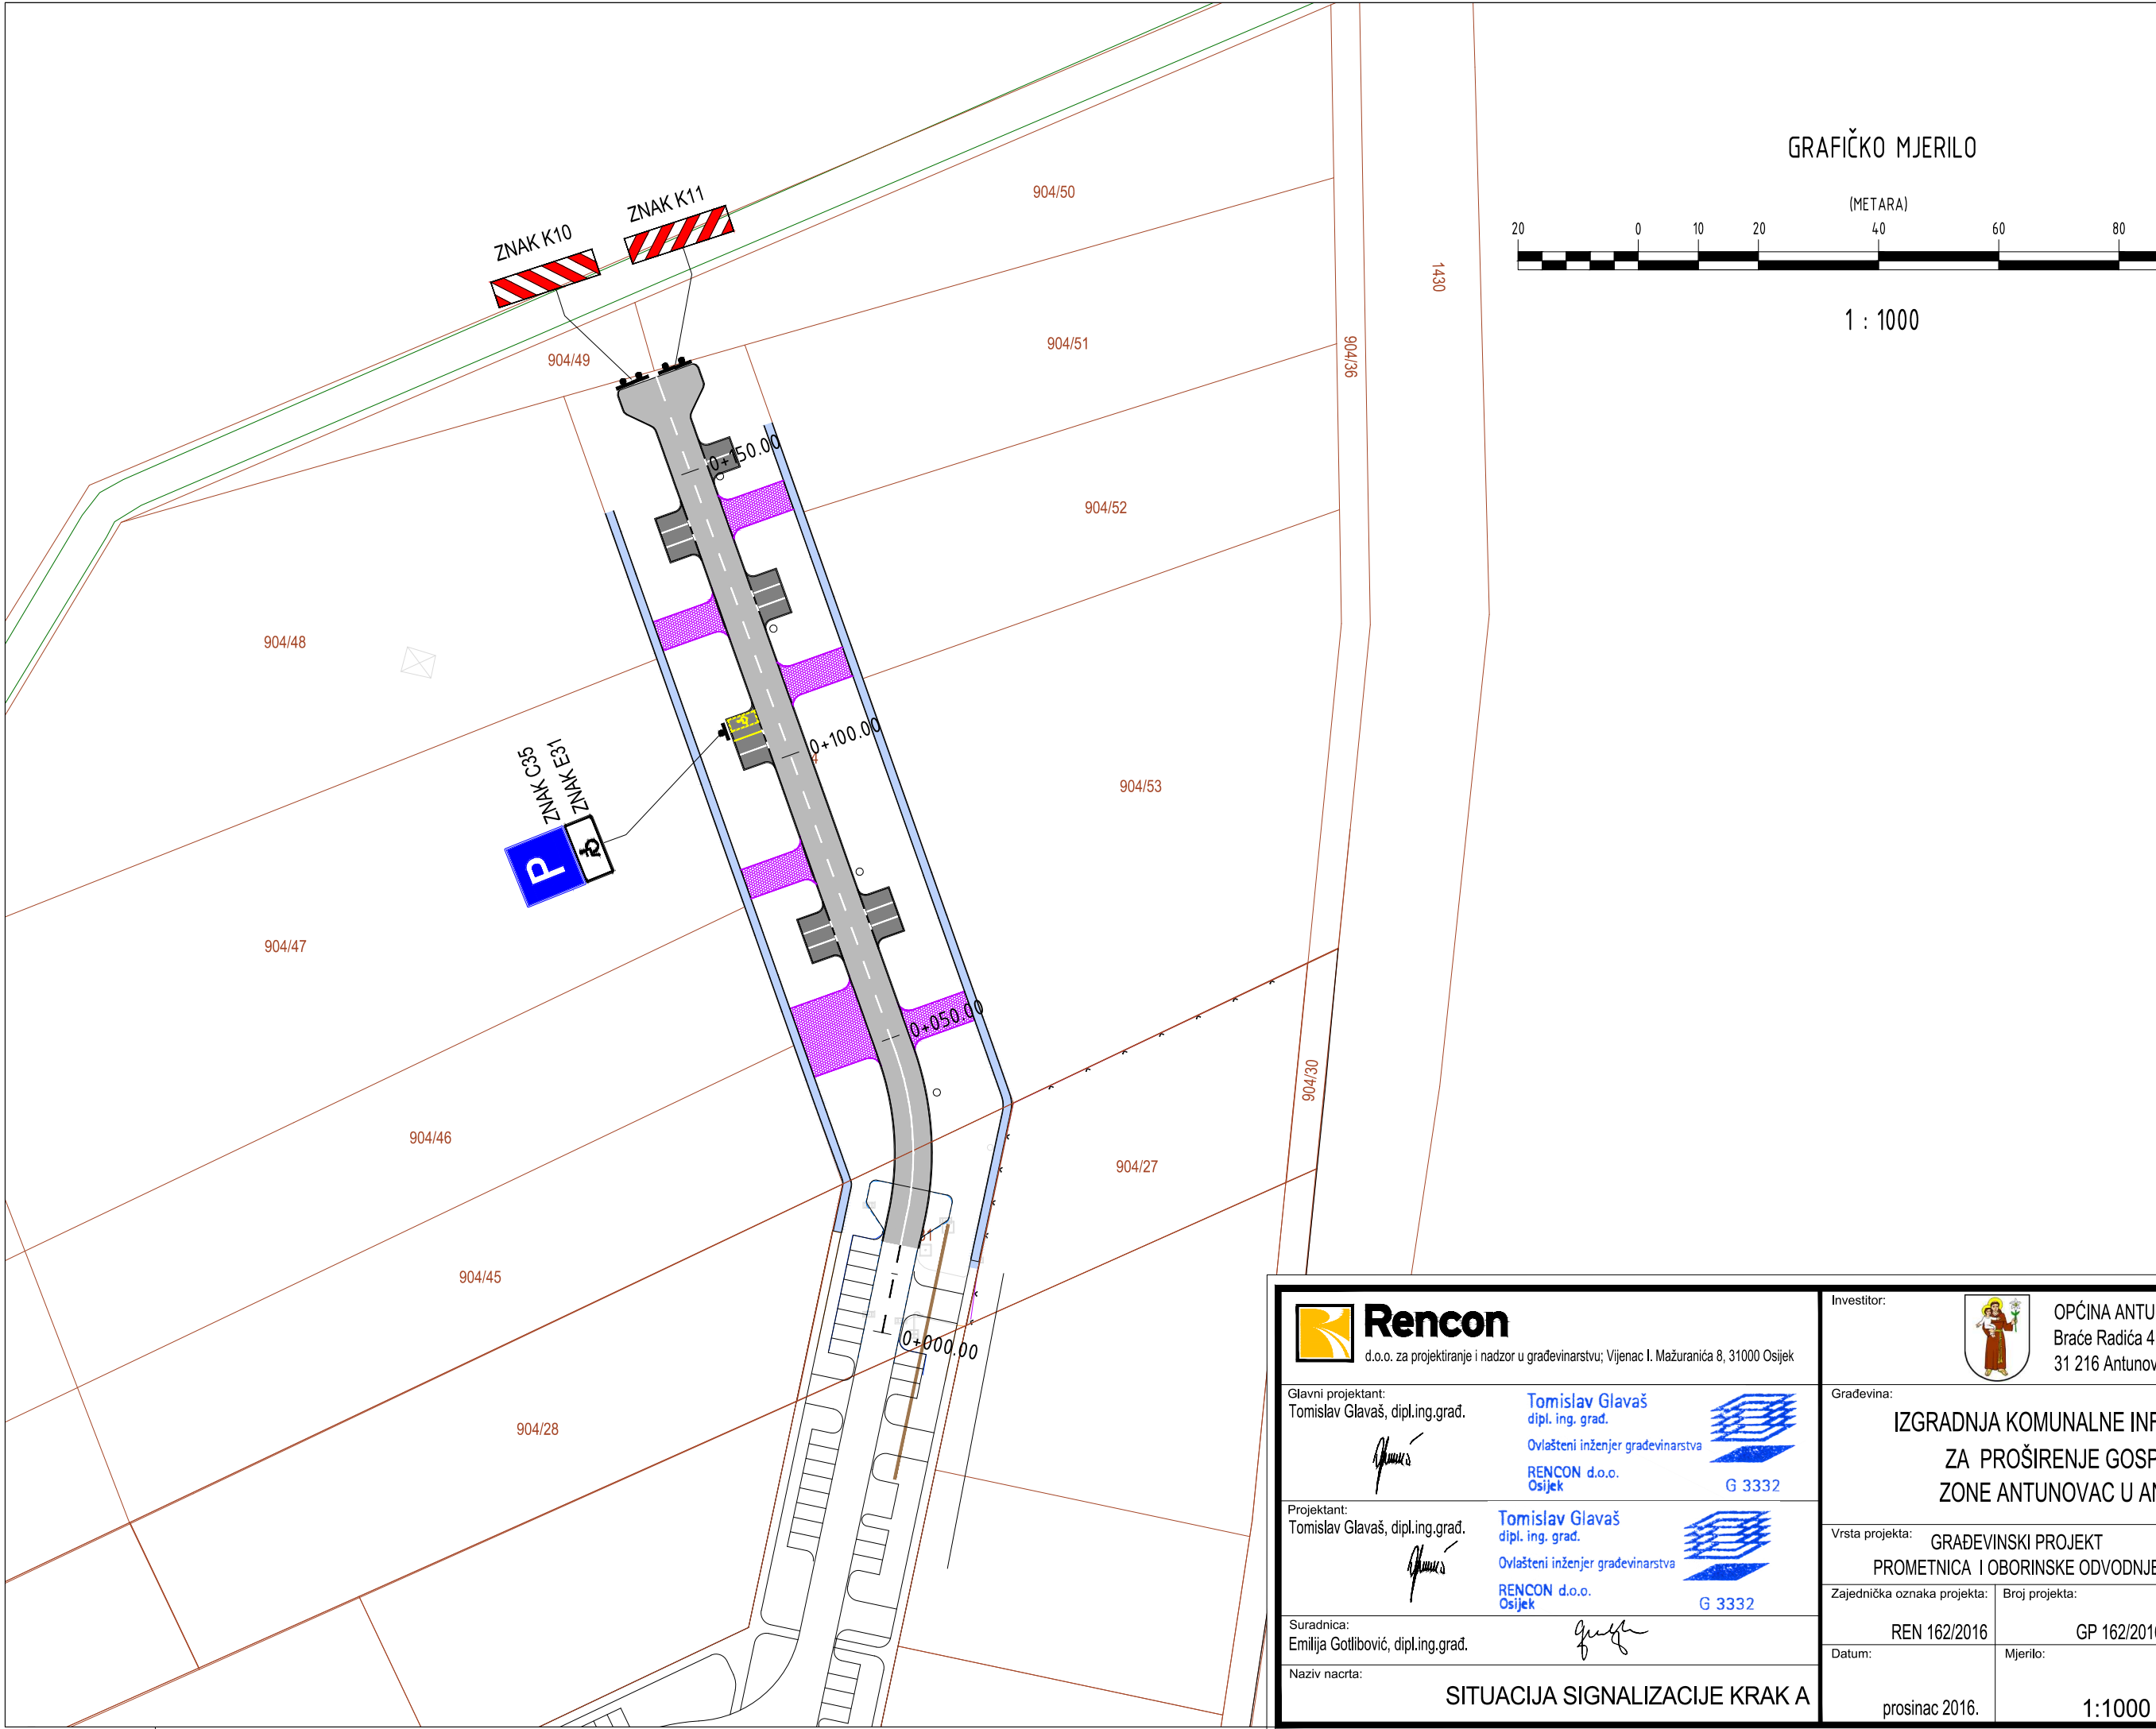 GRAFIČKO MJERILO
(METARA)
20 0 10 20 40 60 80
1 : 1000
ZNAK K10
ZNAK K11
904/50
904/49
904/51
904/36
1430
0+150.00
904/52
904/48
0+100.00
904/53
ZNAK C35
ZNAK E31
P
904/47
0+050.00
904/46
904/27
904/30
904/45
0+000.00
904/28
Rencon
d.o.o. za projektiranje i nadzor u građevinarstvu; Vijenac I. Mažuranića 8, 31000 Osijek
Investitor:
OPĆINA ANTU
Braće Radića 4
31 216 Antunov
Glavni projektant:
Tomislav Glavaš, dipl.ing.građ.
Tomislav Glavaš
dipl. ing. građ.
Ovlašteni inženjer građevinarstva
RENCON d.o.o.
Osijek
G 3332
Građevina:
IZGRADNJA KOMUNALNE INF
ZA PROŠIRENJE GOSP
ZONE ANTUNOVAC U AN
Projektant:
Tomislav Glavaš, dipl.ing.građ.
Tomislav Glavaš
dipl. ing. građ.
Ovlašteni inženjer građevinarstva
RENCON d.o.o.
Osijek
G 3332
Vrsta projekta:
GRAĐEVINSKI PROJEKT
PROMETNICA I OBORINSKE ODVODNJE
Zajednička oznaka projekta:
REN 162/2016
Broj projekta:
GP 162/2016
Suradnica:
Emilija Gotlibović, dipl.ing.građ.
Datum:
prosinac 2016.
Mjerilo:
1:1000
Naziv nacrta:
SITUACIJA SIGNALIZACIJE KRAK A